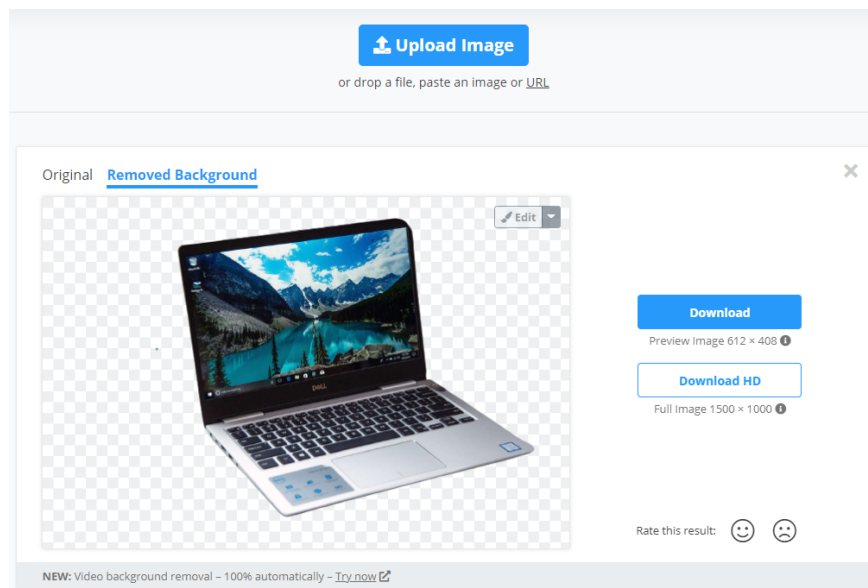 Upload Image
or drop a file, paste an image or URL
Original Removed Background
Edit
DELL
Download
Preview Image 612 × 408
Download HD
Full Image 1500 × 1000
Rate this result:
NEW: Video background removal – 100% automatically – Try now